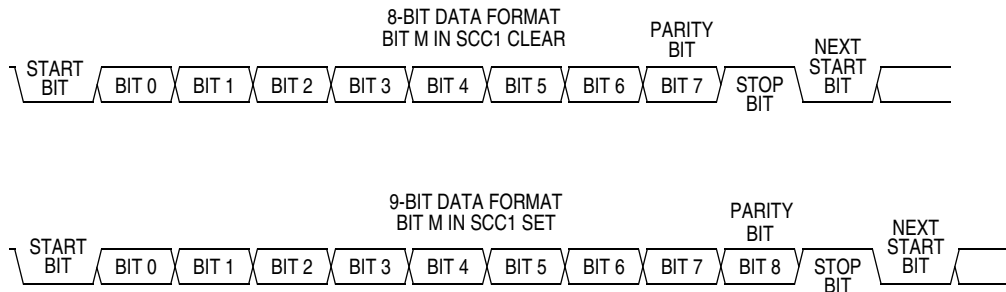 8-BIT DATA FORMAT
BIT M IN SCC1 CLEAR
PARITY
BIT
NEXT
START
BIT
START
BIT
BIT 0
BIT 1
BIT 2
BIT 3
BIT 4
BIT 5
BIT 6
BIT 7
STOP
BIT
9-BIT DATA FORMAT
BIT M IN SCC1 SET
PARITY
BIT
NEXT
START
BIT
START
BIT
BIT 0
BIT 1
BIT 2
BIT 3
BIT 4
BIT 5
BIT 6
BIT 7
BIT 8
STOP
BIT